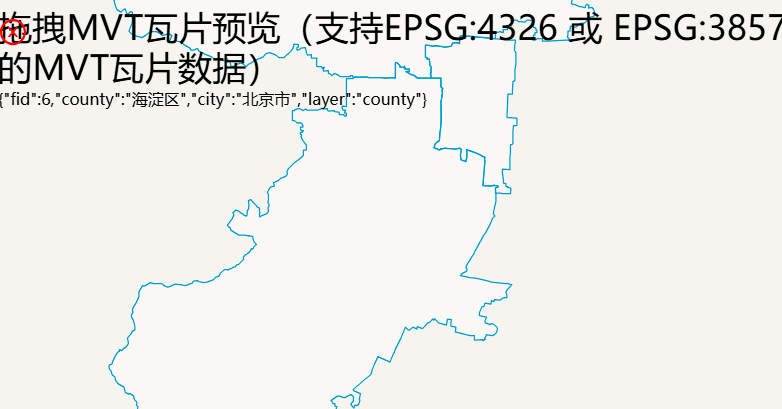 拖拽MVT瓦片预览（支持EPSG:4326 或 EPSG:3857
的MVT瓦片数据）
{"fid":6,"county":"海淀区","city":"北京市","layer":"county"}